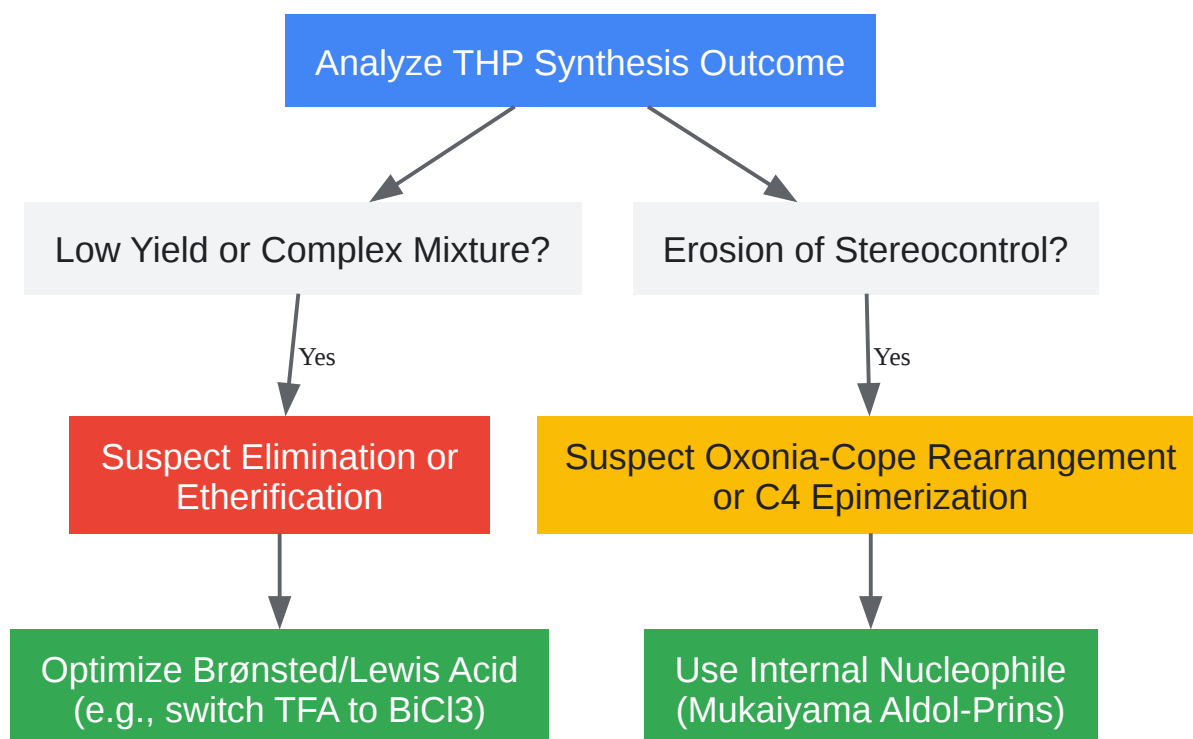 Analyze THP Synthesis Outcome
Low Yield or Complex Mixture?
Erosion of Stereocontrol?
Yes
Yes
Suspect Elimination or
Etherification
Suspect Oxonia-Cope Rearrangement
or C4 Epimerization
Optimize Brønsted/Lewis Acid
(e.g., switch TFA to BiCl3)
Use Internal Nucleophile
(Mukaiyama Aldol-Prins)